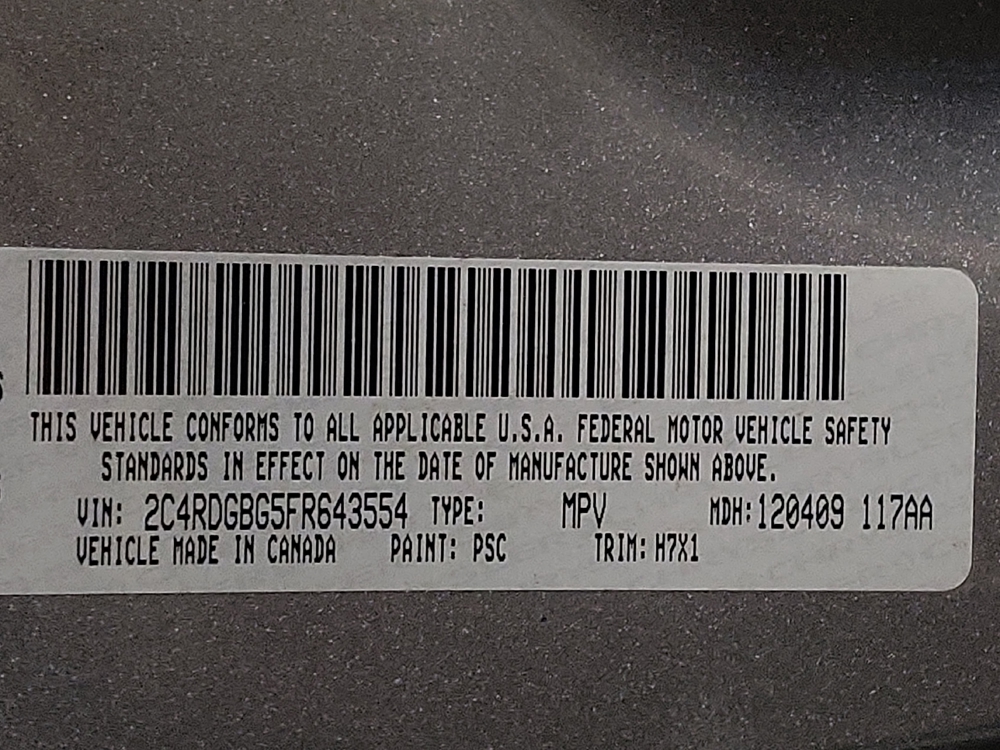 THIS VEHICLE CONFORMS TO ALL APPLICABLE U.S.A. FEDERAL MOTOR VEHICLE SAFETY
STANDARDS IN EFFECT ON THE DATE OF MANUFACTURE SHOWN ABOVE.
VIN: 2C4RDGBG5FR643554 TYPE: MPV MDH:120409 117AA
VEHICLE MADE IN CANADA PAINT: PSC TRIM: H7X1